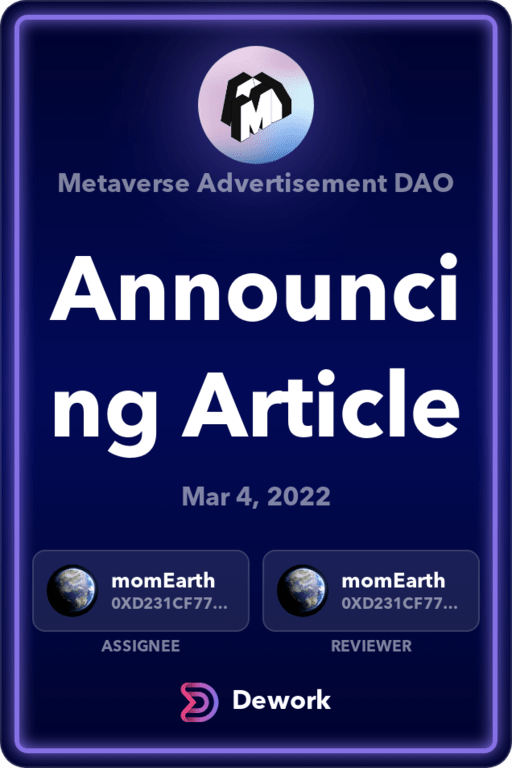 M
Metaverse Advertisement DAO
Announci
ng Article
Mar 4, 2022
momEarth momEarth
0XD231CF77... 0XD231CF77...
ASSIGNEE REVIEWER
Dework